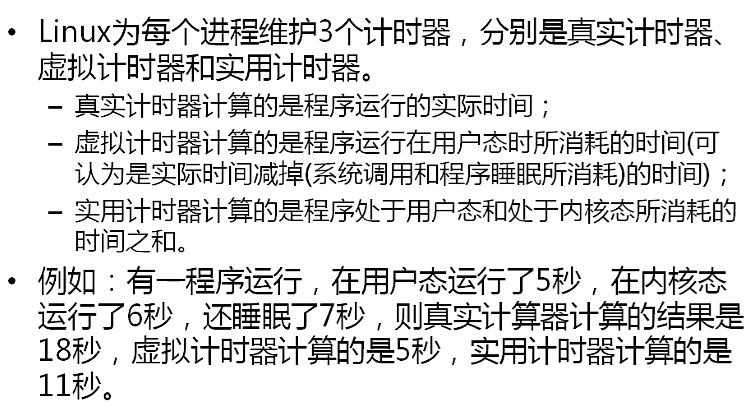 • Linux为每个进程维护3个计时器，分别是真实计时器、
虚拟计时器和实用计时器。
– 真实计时器计算的是程序运行的实际时间；
– 虚拟计时器计算的是程序运行在用户态时所消耗的时间(可
认为是实际时间减掉(系统调用和程序睡眠所消耗)的时间)；
– 实用计时器计算的是程序处于用户态和处于内核态所消耗的
时间之和。
• 例如：有一程序运行，在用户态运行了5秒，在内核态
运行了6秒，还睡眠了7秒，则真实计算器计算的结果是
18秒，虚拟计时器计算的是5秒，实用计时器计算的是
11秒。